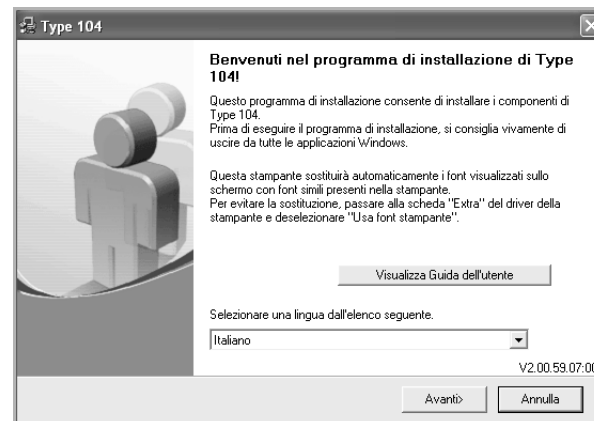 Type 104
Benvenuti nel programma di installazione di Type
104!
Questo programma di installazione consente di installare i componenti di
Type 104.
Prima di eseguire il programma di installazione, si consiglia vivamente di
uscire da tutte le applicazioni Windows.
Questa stampante sostituirà automaticamente i font visualizzati sullo
schermo con font simili presenti nella stampante.
Per evitare la sostituzione, passare alla scheda "Extra" del driver della
stampante e deselezionare "Usa font stampante".
Visualizza Guida dell'utente
Selezionare una lingua dall'elenco seguente.
Italiano
V2.00.59.07:00
Avanti>
Annulla